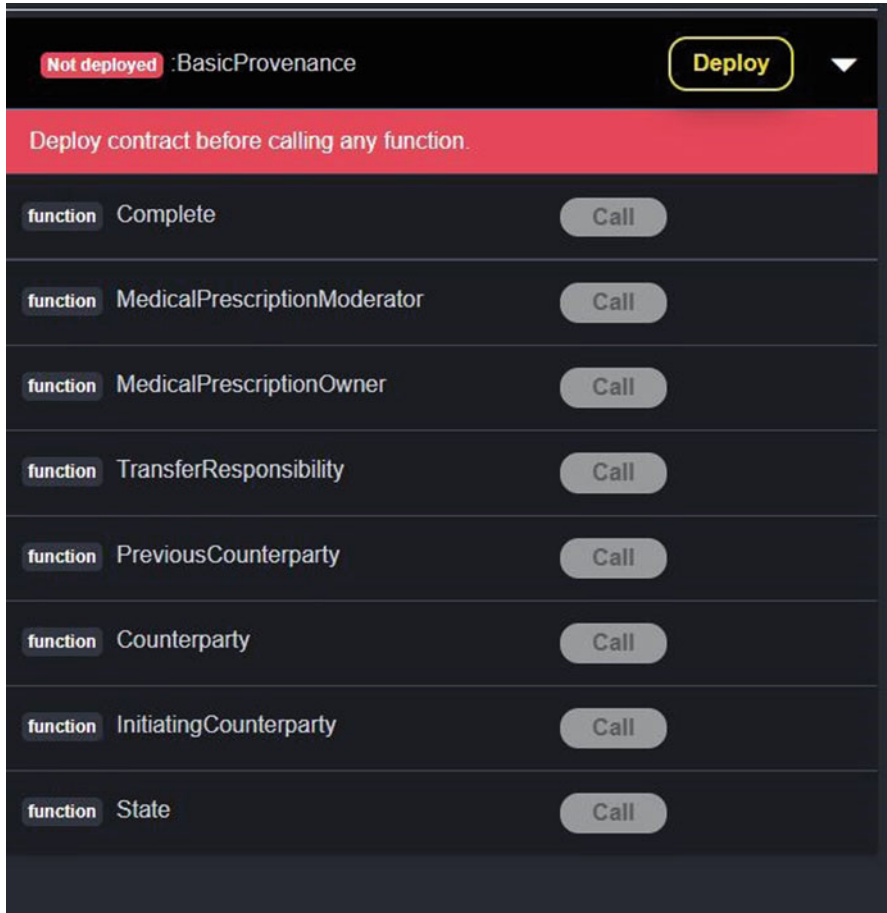 Not deployed :BasicProvenance Deploy
Deploy contract before calling any function.
function Complete Call
function MedicalPrescriptionModerator Call
function MedicalPrescriptionOwner Call
function TransferResponsibility Call
function PreviousCounterparty Call
function Counterparty Call
function InitiatingCounterparty Call
function State Call